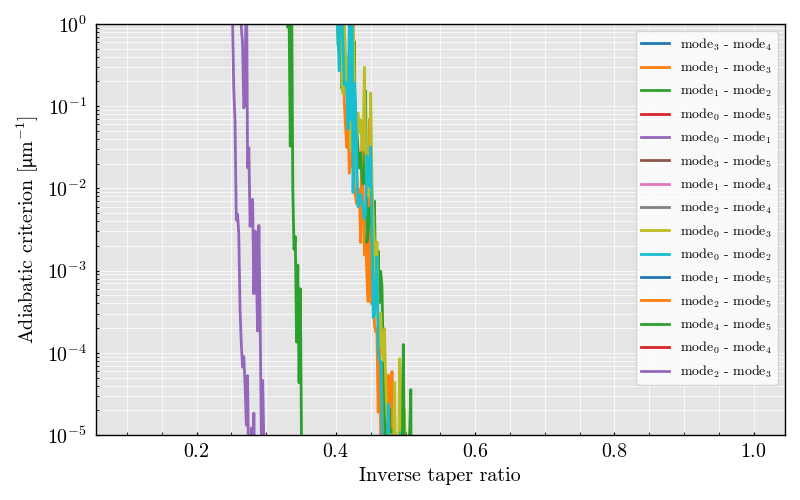 10⁰
10⁻¹
10⁻²
10⁻³
10⁻⁴
10⁻⁵
Adiabatic criterion [µm⁻¹]
0.2 0.4 0.6 0.8 1.0
Inverse taper ratio
mode₃ - mode₄
mode₁ - mode₃
mode₁ - mode₂
mode₀ - mode₅
mode₀ - mode₁
mode₃ - mode₅
mode₁ - mode₄
mode₂ - mode₄
mode₀ - mode₃
mode₀ - mode₂
mode₁ - mode₅
mode₂ - mode₅
mode₄ - mode₅
mode₀ - mode₄
mode₂ - mode₃